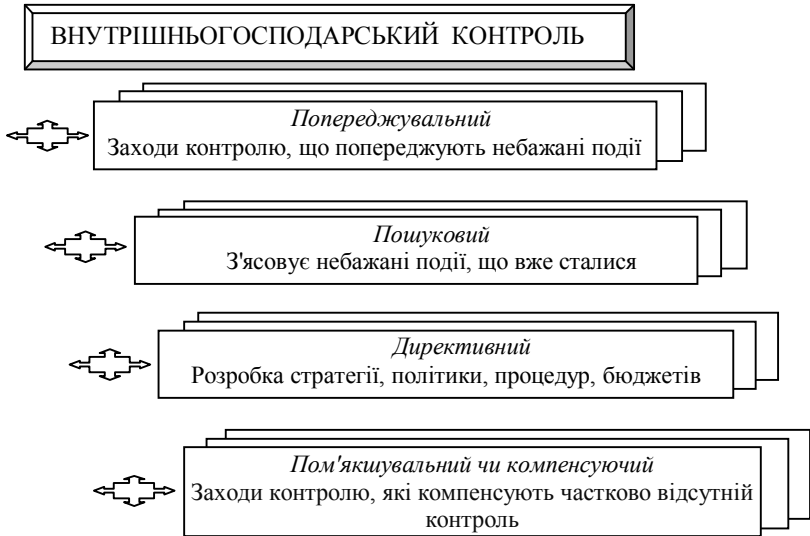 ВНУТРІШНЬОГОСПОДАРСЬКИЙ КОНТРОЛЬ
Попереджувальний
Заходи контролю, що попереджують небажані події
Пошуковий
З'ясовує небажані події, що вже сталися
Директивний
Розробка стратегії, політики, процедур, бюджетів
Пом'якшувальний чи компенсуючий
Заходи контролю, які компенсують частково відсутній
контроль